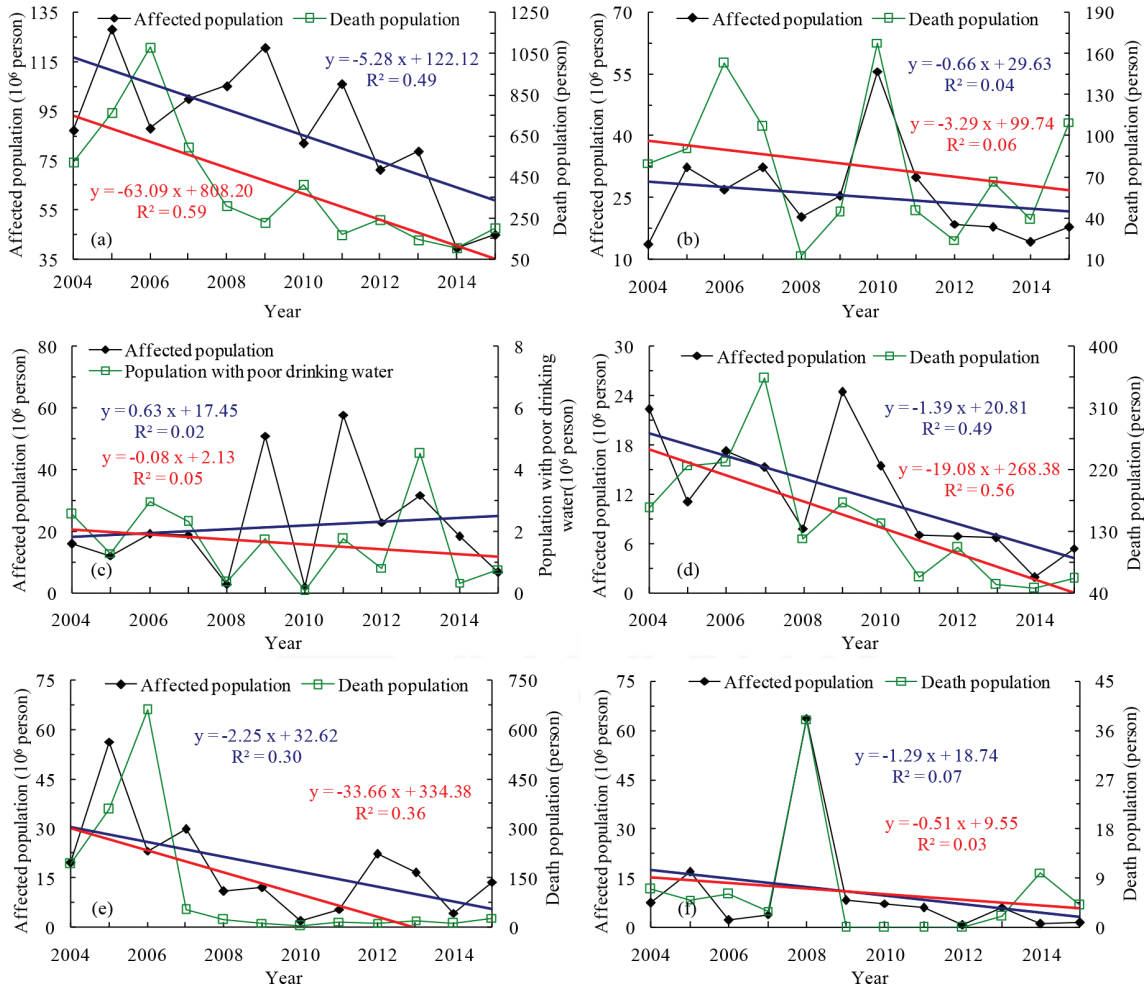 Affected population
Death population
Affected population (10⁶ person)
135
115
95
75
55
35
y = -5.28 x + 122.12
R² = 0.49
y = -63.09 x + 808.20
R² = 0.59
(a)
1250
1050
850
650
450
250
50
Death population (person)
2004 2006 2008 2010 2012 2014
Year
Affected population
Death population
Affected population (10⁶ person)
70
55
40
25
10
y = -0.66 x + 29.63
R² = 0.04
y = -3.29 x + 99.74
R² = 0.06
(b)
190
160
130
100
70
40
10
Death population (person)
2004 2006 2008 2010 2012 2014
Year
Affected population
Population with poor drinking water
Affected population (10⁶ person)
80
60
40
20
0
y = 0.63 x + 17.45
R² = 0.02
y = -0.08 x + 2.13
R² = 0.05
(c)
8
6
4
2
0
Population with poor drinking
water(10⁶ person)
2004 2006 2008 2010 2012 2014
Year
Affected population
Death population
Affected population (10⁶ person)
30
24
18
12
6
0
y = -1.39 x + 20.81
R² = 0.49
y = -19.08 x + 268.38
R² = 0.56
(d)
400
310
220
130
40
Death population (person)
2004 2006 2008 2010 2012 2014
Year
Affected population
Death population
Affected population (10⁶ person)
75
60
45
30
15
0
y = -2.25 x + 32.62
R² = 0.30
y = -33.66 x + 334.38
R² = 0.36
(e)
750
600
450
300
150
0
Death population (person)
2004 2006 2008 2010 2012 2014
Year
Affected population
Death population
Affected population (10⁶ person)
75
60
45
30
15
0
y = -1.29 x + 18.74
R² = 0.07
y = -0.51 x + 9.55
R² = 0.03
(f)
45
36
27
18
9
0
Death population (person)
2004 2006 2008 2010 2012 2014
Year